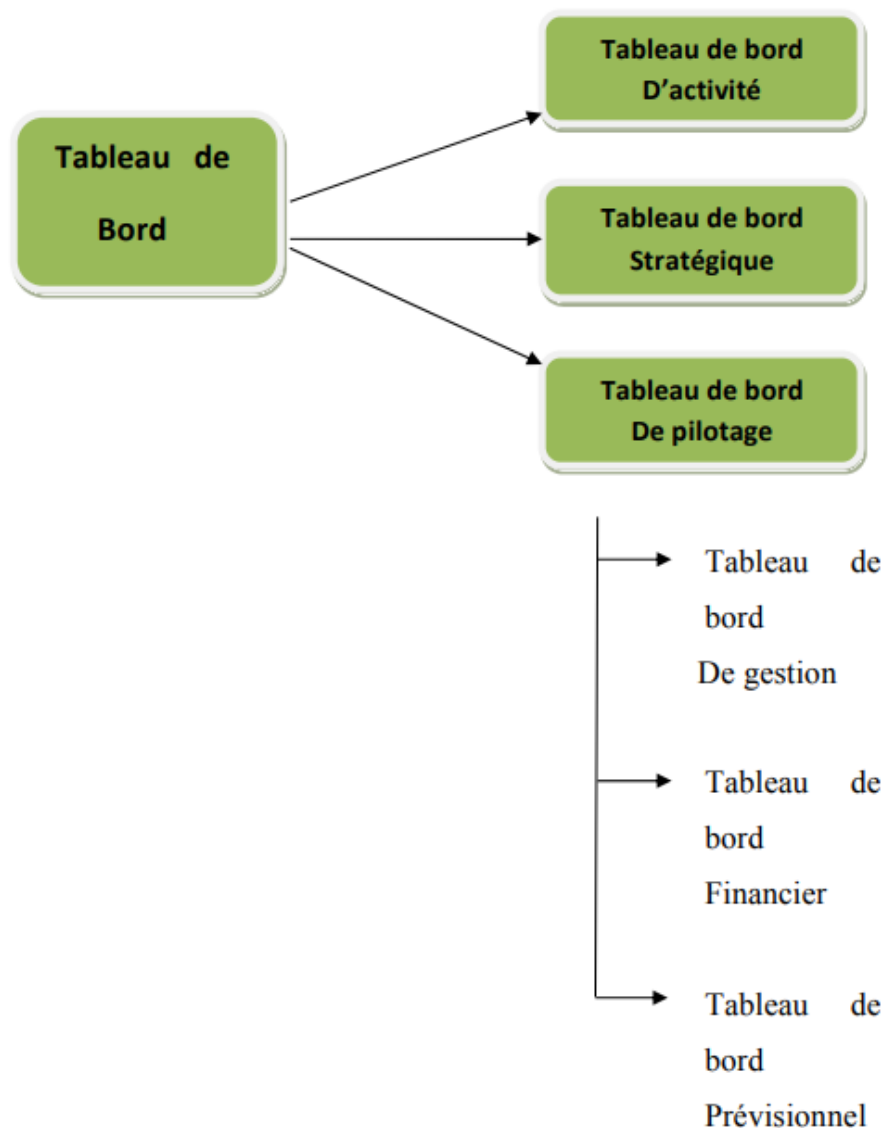 Tableau de bord
D'activité
Tableau de
Bord
Tableau de bord
Stratégique
Tableau de bord
De pilotage
Tableau de
bord
De gestion
Tableau de
bord
Financier
Tableau de
bord
Prévisionnel